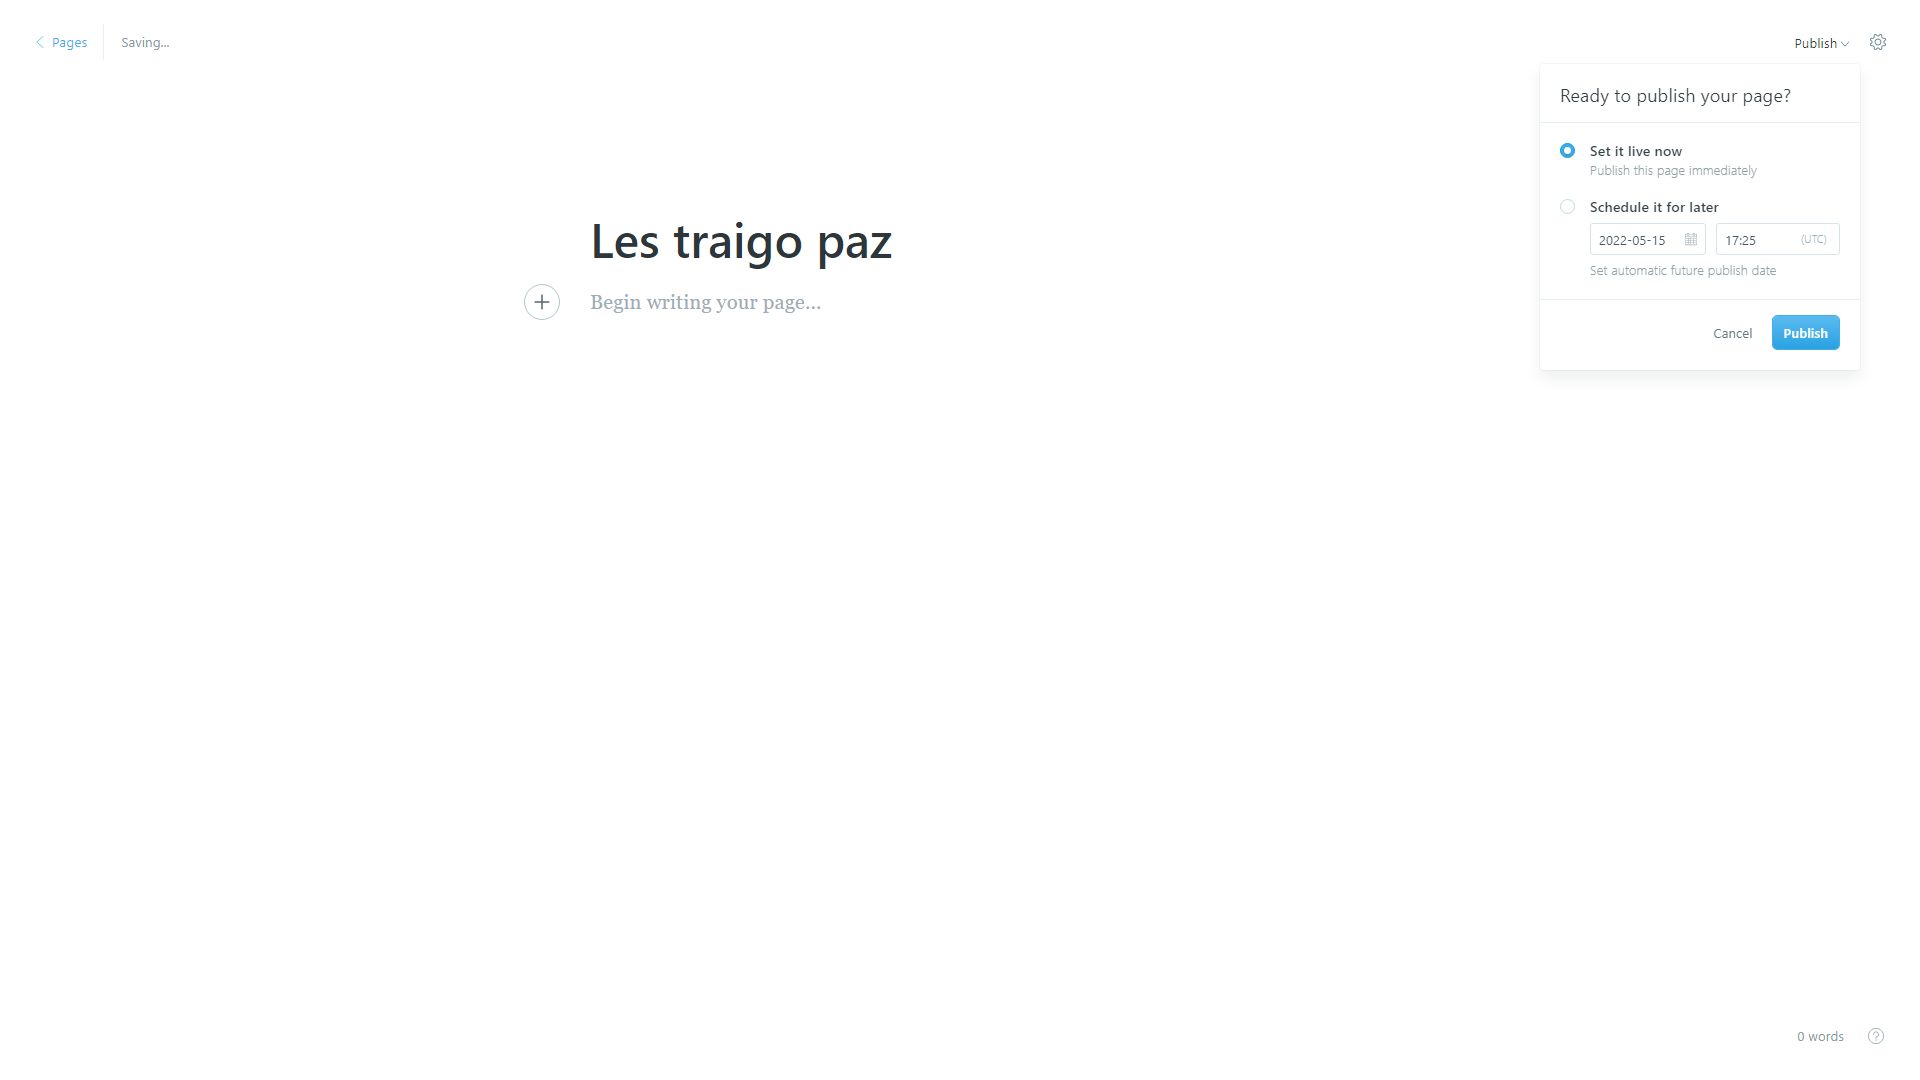 Pages
Saving...
Publish
Ready to publish your page?
Set it live now
Publish this page immediately
Schedule it for later
2022-05-15
17:25 (UTC)
Set automatic future publish date
Cancel
Publish
Les traigo paz
Begin writing your page...
0 words
?